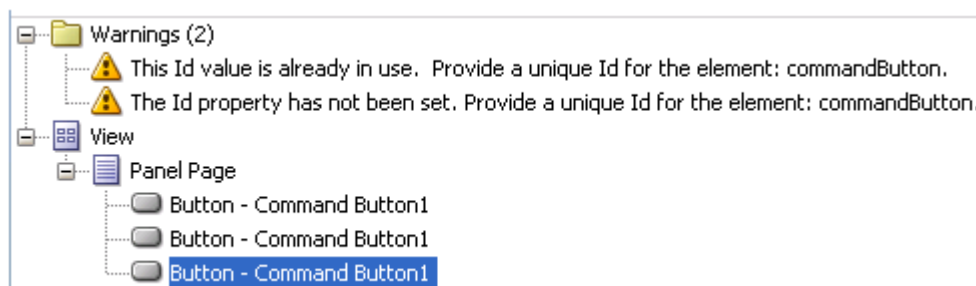 Warnings (2)
This Id value is already in use.  Provide a unique Id for the element: commandButton.
The Id property has not been set. Provide a unique Id for the element: commandButton.
View
Panel Page
Button - Command Button1
Button - Command Button1
Button - Command Button1